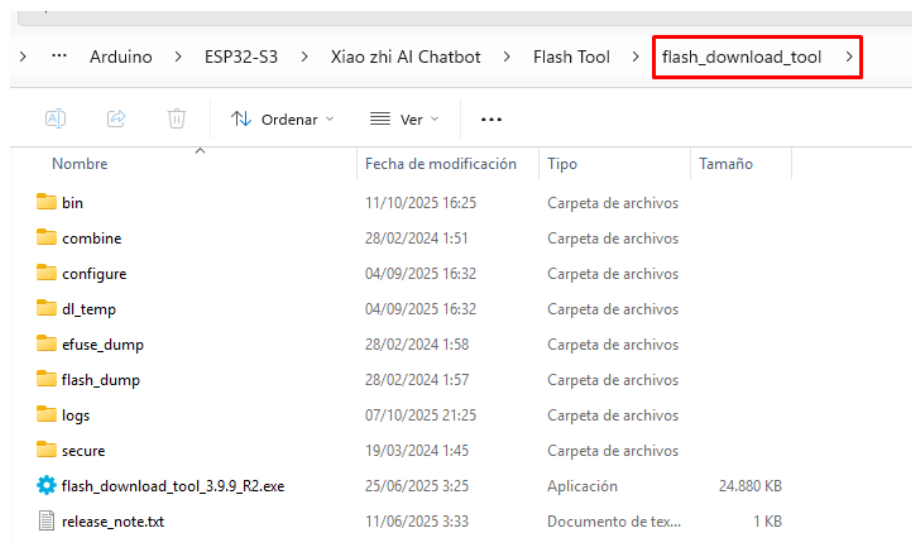 > ··· Arduino > ESP32-S3 > Xiao zhi AI Chatbot > Flash Tool > flash_download_tool >
Ordenar Ver ···
Nombre Fecha de modificación Tipo Tamaño
bin 11/10/2025 16:25 Carpeta de archivos
combine 28/02/2024 1:51 Carpeta de archivos
configure 04/09/2025 16:32 Carpeta de archivos
dl_temp 04/09/2025 16:32 Carpeta de archivos
efuse_dump 28/02/2024 1:58 Carpeta de archivos
flash_dump 28/02/2024 1:57 Carpeta de archivos
logs 07/10/2025 21:25 Carpeta de archivos
secure 19/03/2024 1:45 Carpeta de archivos
flash_download_tool_3.9.9_R2.exe 25/06/2025 3:25 Aplicación 24.880 KB
release_note.txt 11/06/2025 3:33 Documento de tex... 1 KB